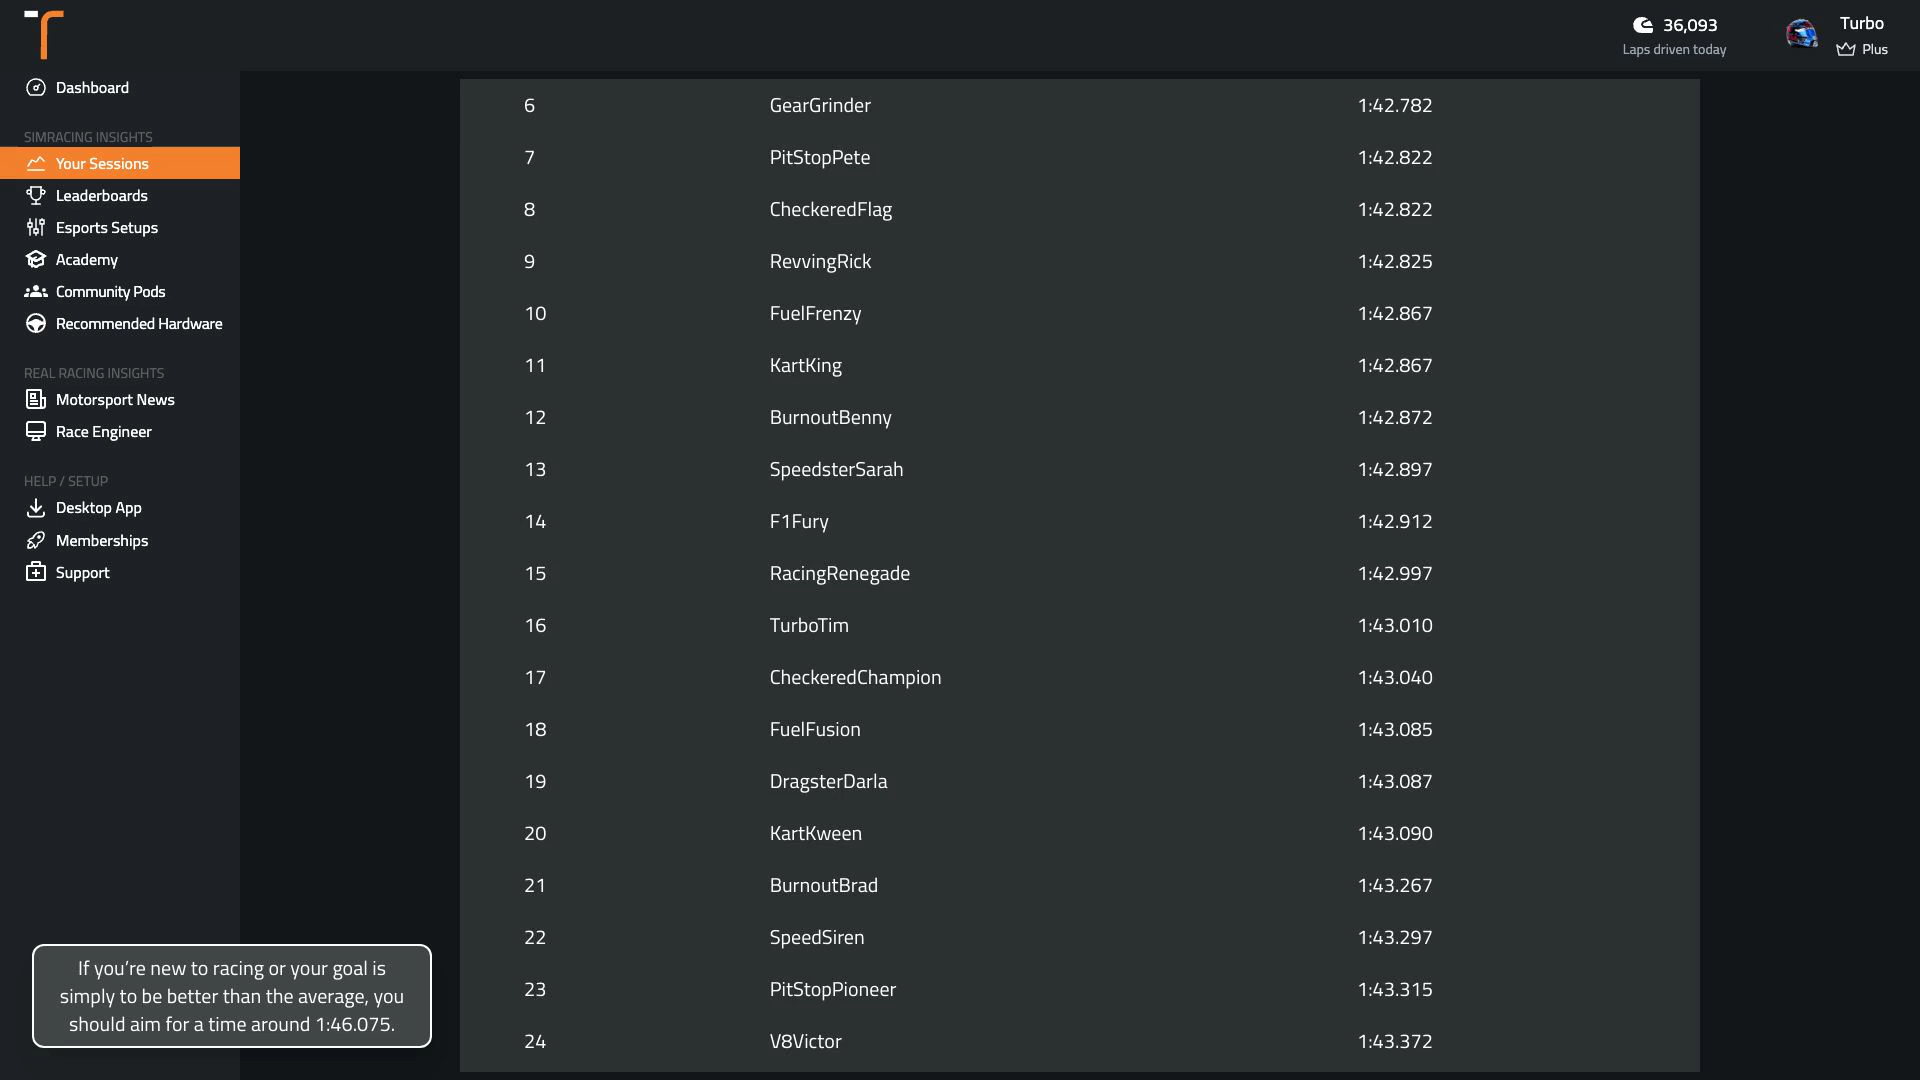 36,093
Laps driven today
Turbo
Plus
Dashboard
SIMRACING INSIGHTS
Your Sessions
Leaderboards
Esports Setups
Academy
Community Pods
Recommended Hardware
REAL RACING INSIGHTS
Motorsport News
Race Engineer
HELP / SETUP
Desktop App
Memberships
Support
6 GearGrinder 1:42.782
7 PitStopPete 1:42.822
8 CheckeredFlag 1:42.822
9 RevvingRick 1:42.825
10 FuelFrenzy 1:42.867
11 KartKing 1:42.867
12 BurnoutBenny 1:42.872
13 SpeedsterSarah 1:42.897
14 F1Fury 1:42.912
15 RacingRenegade 1:42.997
16 TurboTim 1:43.010
17 CheckeredChampion 1:43.040
18 FuelFusion 1:43.085
19 DragsterDarla 1:43.087
20 KartKween 1:43.090
21 BurnoutBrad 1:43.267
22 SpeedSiren 1:43.297
23 PitStopPioneer 1:43.315
24 V8Victor 1:43.372
If you’re new to racing or your goal is
simply to be better than the average, you
should aim for a time around 1:46.075.